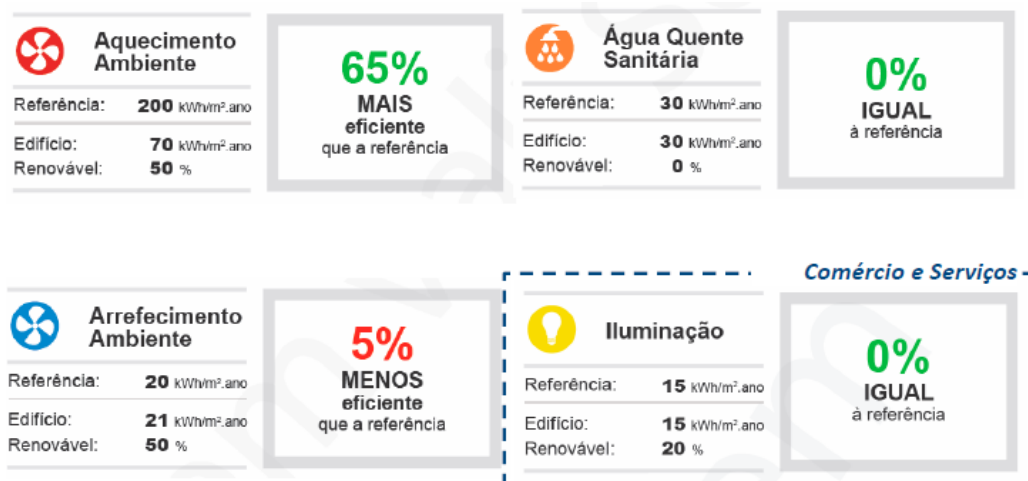 Aquecimento
Ambiente
Referência: 200 kWh/m².ano
Edifício: 70 kWh/m².ano
Renovável: 50 %
65%
MAIS
eficiente
que a referência
Água Quente
Sanitária
Referência: 30 kWh/m².ano
Edifício: 30 kWh/m².ano
Renovável: 0 %
0%
IGUAL
à referência
Arrefecimento
Ambiente
Referência: 20 kWh/m².ano
Edifício: 21 kWh/m².ano
Renovável: 50 %
5%
MENOS
eficiente
que a referência
Comércio e Serviços
Iluminação
Referência: 15 kWh/m².ano
Edifício: 15 kWh/m².ano
Renovável: 20 %
0%
IGUAL
à referência